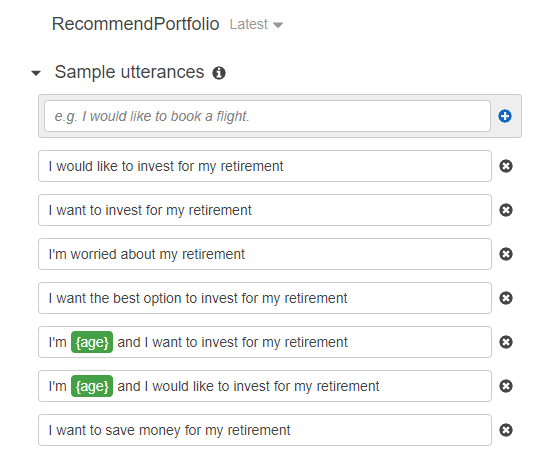 RecommendPortfolio Latest
Sample utterances
e.g. I would like to book a flight.
I would like to invest for my retirement
I want to invest for my retirement
I'm worried about my retirement
I want the best option to invest for my retirement
I'm {age} and I want to invest for my retirement
I'm {age} and I would like to invest for my retirement
I want to save money for my retirement